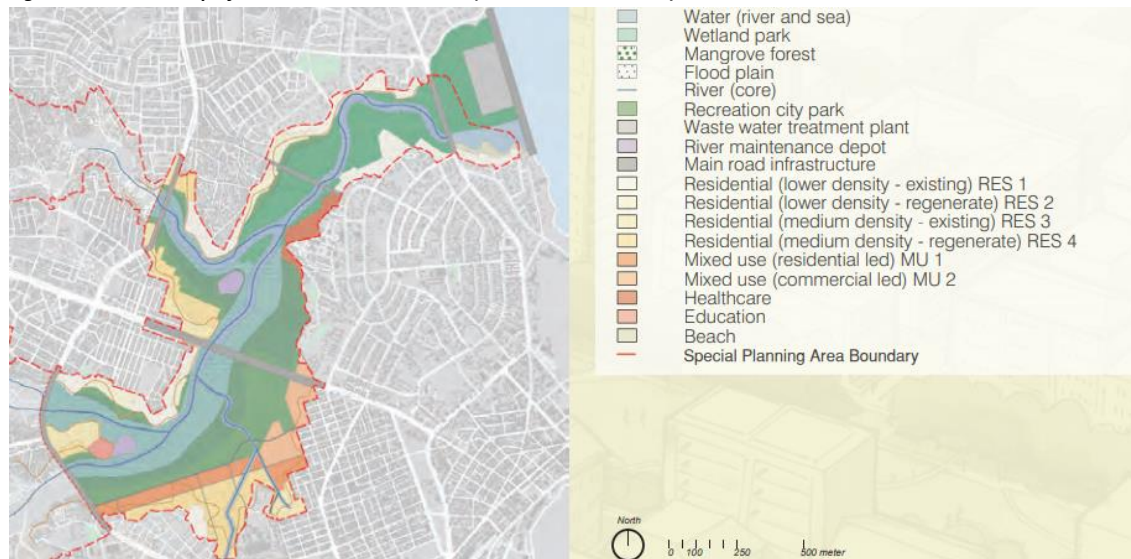 Water (river and sea)
Wetland park
Mangrove forest
Flood plain
River (core)
Recreation city park
Waste water treatment plant
River maintenance depot
Main road infrastructure
Residential (lower density - existing) RES 1
Residential (lower density - regenerate) RES 2
Residential (medium density - existing) RES 3
Residential (medium density - regenerate) RES 4
Mixed use (residential led) MU 1
Mixed use (commercial led) MU 2
Healthcare
Education
Beach
Special Planning Area Boundary
North
0 100 250 500 meter